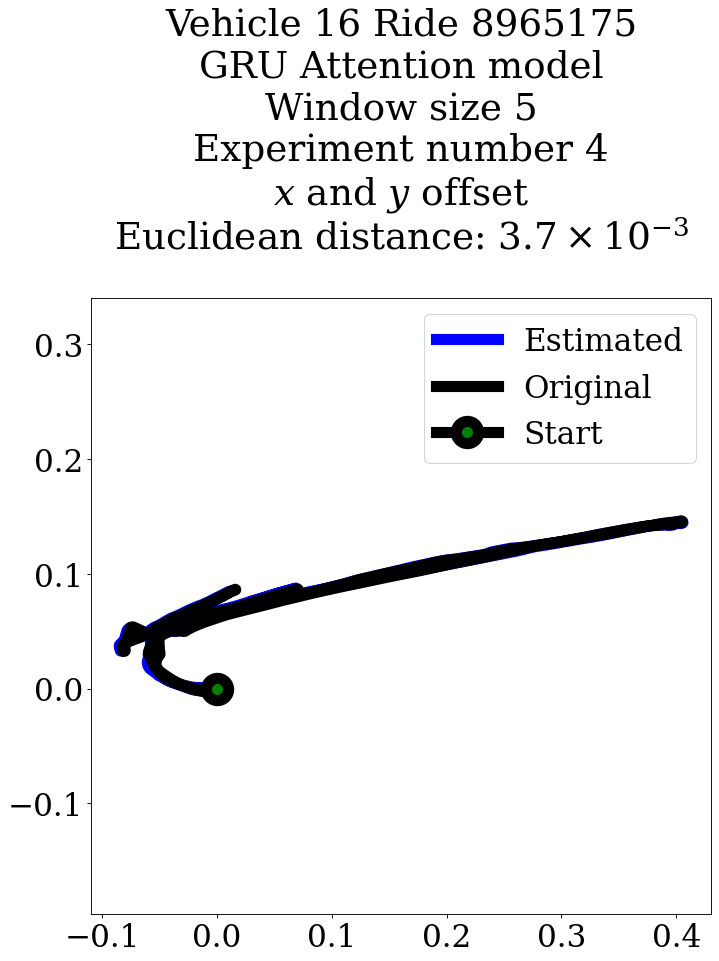 Vehicle 16 Ride 8965175
GRU Attention model
Window size 5
Experiment number 4
x and y offset
Euclidean distance: 3.7 × 10⁻³
Estimated
Original
Start
0.3
0.2
0.1
0.0
−0.1
−0.1 0.0 0.1 0.2 0.3 0.4